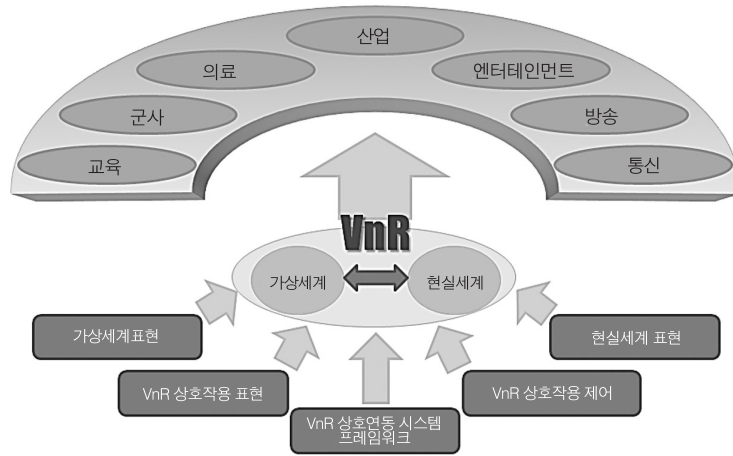 산업
의료
엔터테인먼트
군사
방송
교육
통신
VnR
가상세계
현실세계
가상세계표현
현실세계 표현
VnR 상호작용 표현
VnR 상호작용 제어
VnR 상호연동 시스템
프레임워크